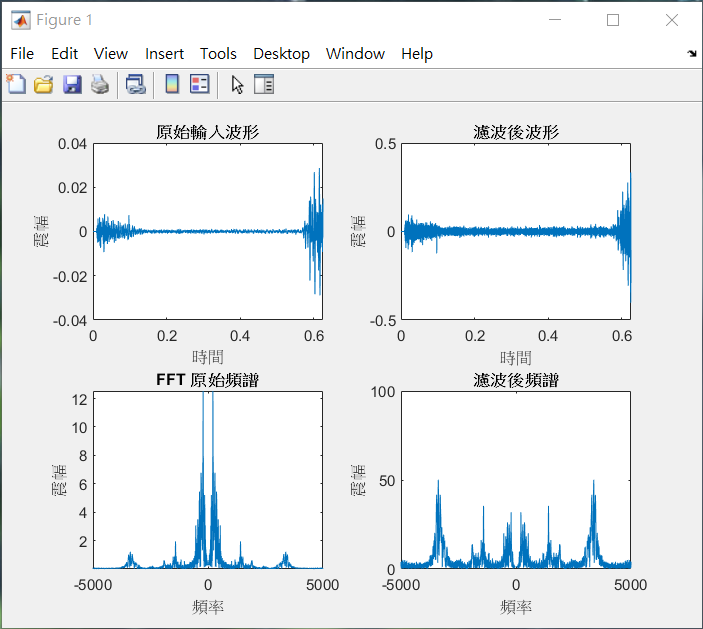 Figure 1
File Edit View Insert Tools Desktop Window Help
原始輸入波形
0.04
0.02
0
-0.02
-0.04
震幅
0 0.2 0.4 0.6
時間
濾波後波形
0.5
0
-0.5
震幅
0 0.2 0.4 0.6
時間
FFT 原始頻譜
12
10
8
6
4
2
震幅
-5000 0 5000
頻率
濾波後頻譜
100
50
0
震幅
-5000 0 5000
頻率